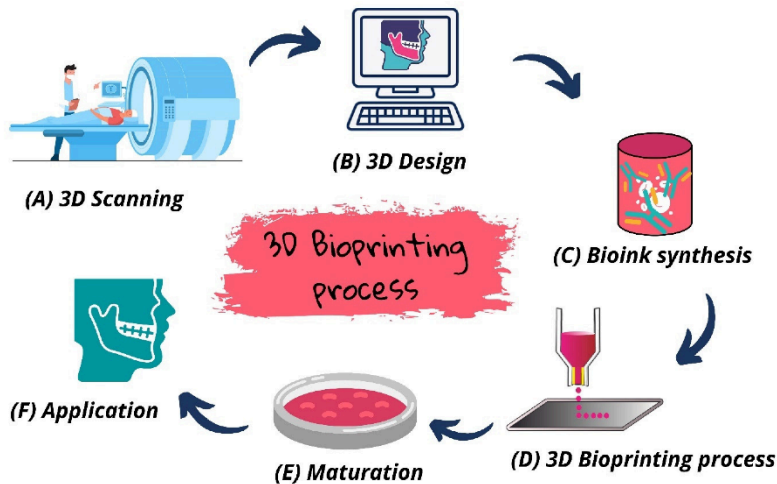 (A) 3D Scanning
(B) 3D Design
(C) Bioink synthesis
3D Bioprinting
process
(D) 3D Bioprinting process
(E) Maturation
(F) Application